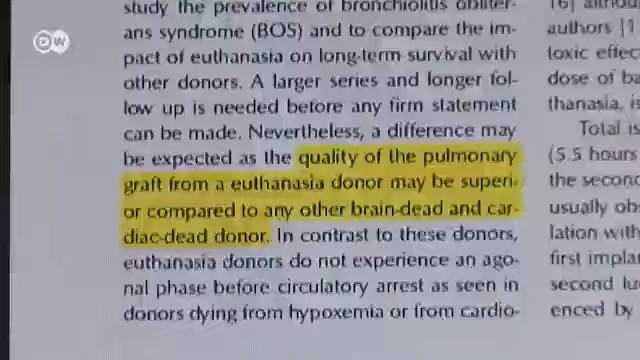 DW
study the prevalence of bronchiolitis obliter-
ans syndrome (BOS) and to compare the im-
pact of euthanasia on long-term survival with
other donors. A larger series and longer fol-
low up is needed before any firm statement
can be made. Nevertheless, a difference may
be expected as the quality of the pulmonary
graft from a euthanasia donor may be superi-
or compared to any other brain-dead and car-
diac-dead donor. In contrast to these donors,
euthanasia donors do not experience an ago-
nal phase before circulatory arrest as seen in
donors dying from hypoxemia or from cardio-
authors [1
toxic effect
dose of ba
thanasia, is
Total is
(5.5 hours
the second
usually obs
lation with
first implan
second lu
enced by